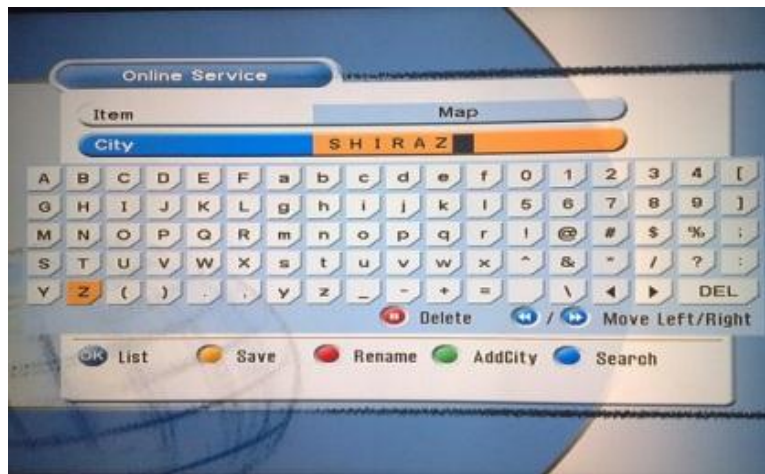 Online Service
Item Map
City SHIRAZ
A B C D E F a b c d e f 0 1 2 3 4 [
G H I J K L g h i j k l 5 6 7 8 9 ]
M N O P Q R m n o p q r ! @ # $ % ;
S T U V W X s t u v w x ^ & " / ? :
Y Z ( ) . , y z _ - + = \ ◀ ▶ DEL
Delete / Move Left/Right
OK List Save Rename AddCity Search